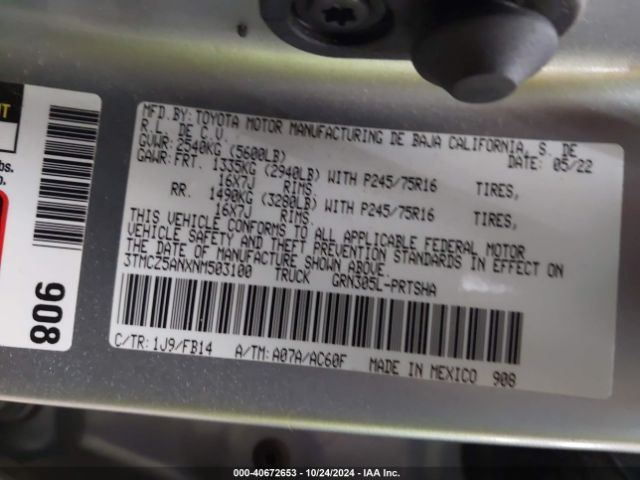 MFD.BY: TOYOTA MOTOR MANUFACTURING DE BAJA CALIFORNIA, S. DE
R.L. DE C.V. DATE: 05/22
GVWR: 2540KG (5600LB)
GAWR: FRT. 1335KG (2940LB) WITH P245/75R16 TIRES,
16X7J RIMS.
RR. 1490KG (3280LB) WITH P245/75R16 TIRES,
16X7J RIMS.
THIS VEHICLE CONFORMS TO ALL APPLICABLE FEDERAL MOTOR
VEHICLE SAFETY AND THEFT PREVENTION STANDARDS IN EFFECT ON
THE DATE OF MANUFACTURE SHOWN ABOVE.
3TMCZ5ANXNM503100 TRUCK GRN305L-PRTSHA
C/TR: 1J9/FB14 A/TM: A07A/AC60F MADE IN MEXICO 908
908
lbs.
000-40672653 - 10/24/2024 - IAA Inc.